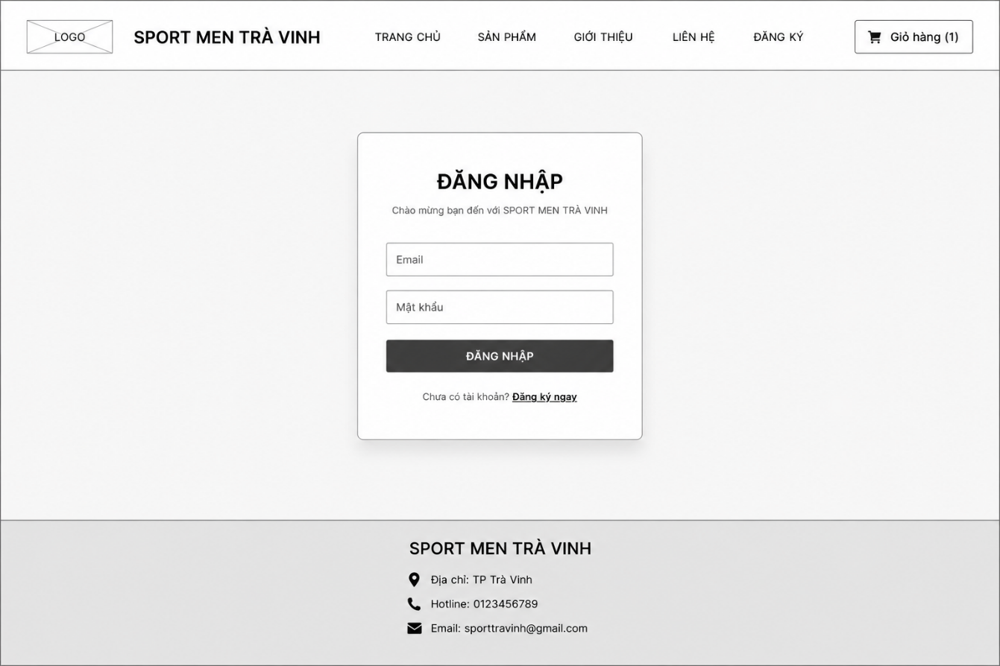 LOGO
SPORT MEN TRÀ VINH
TRANG CHỦ
SẢN PHẨM
GIỚI THIỆU
LIÊN HỆ
ĐĂNG KÝ
Giỏ hàng (1)
ĐĂNG NHẬP
Chào mừng bạn đến với SPORT MEN TRÀ VINH
Email
Mật khẩu
ĐĂNG NHẬP
Chưa có tài khoản? Đăng ký ngay
SPORT MEN TRÀ VINH
Địa chỉ: TP Trà Vinh
Hotline: 0123456789
Email: sporttravinh@gmail.com